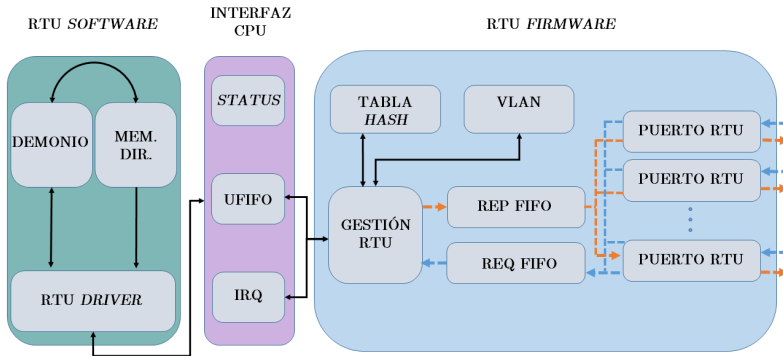 RTU SOFTWARE
DEMONIO
MEM.
DIR.
RTU DRIVER
INTERFAZ
CPU
STATUS
UFIFO
IRQ
RTU FIRMWARE
TABLA
HASH
VLAN
GESTIÓN
RTU
REP FIFO
REQ FIFO
PUERTO RTU
PUERTO RTU
PUERTO RTU